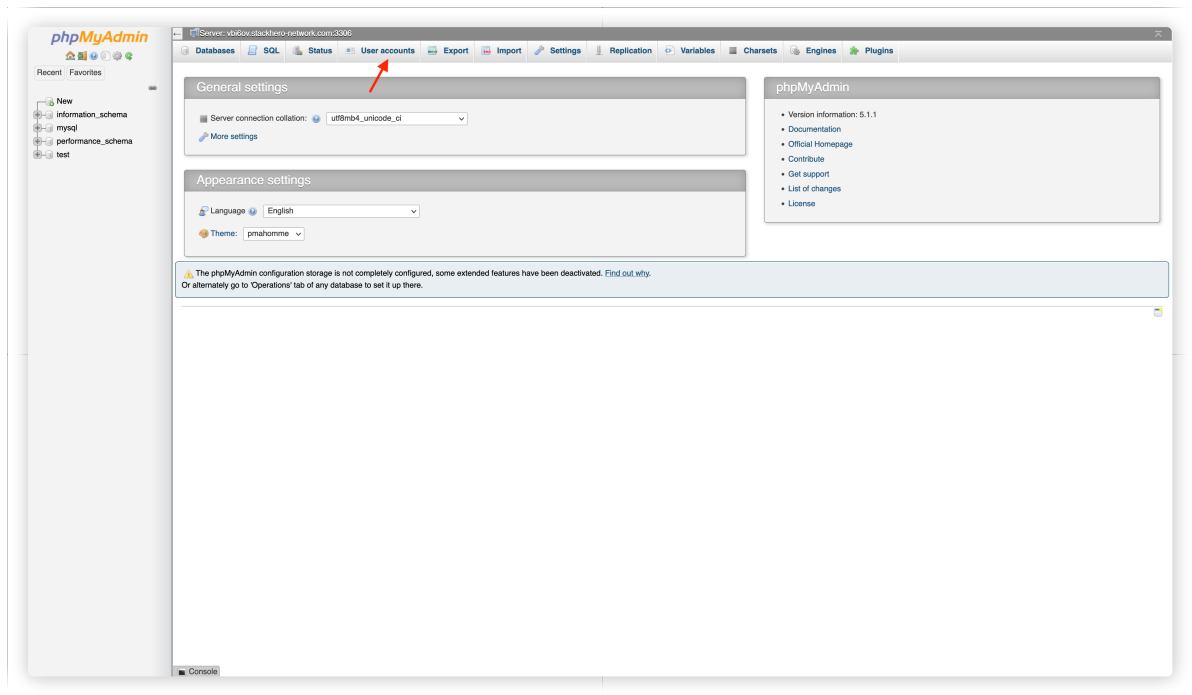 phpMyAdmin
Recent Favorites
New
information_schema
mysql
performance_schema
test
Server: vbi6ov.stackhero-network.com:3306
Databases SQL Status User accounts Export Import Settings Replication Variables Charsets Engines Plugins
General settings
Server connection collation: utf8mb4_unicode_ci
More settings
Appearance settings
Language English
Theme: pmahomme
phpMyAdmin
Version information: 5.1.1
Documentation
Official Homepage
Contribute
Get support
List of changes
License
The phpMyAdmin configuration storage is not completely configured, some extended features have been deactivated. Find out why.
Or alternately go to 'Operations' tab of any database to set it up there.
Console